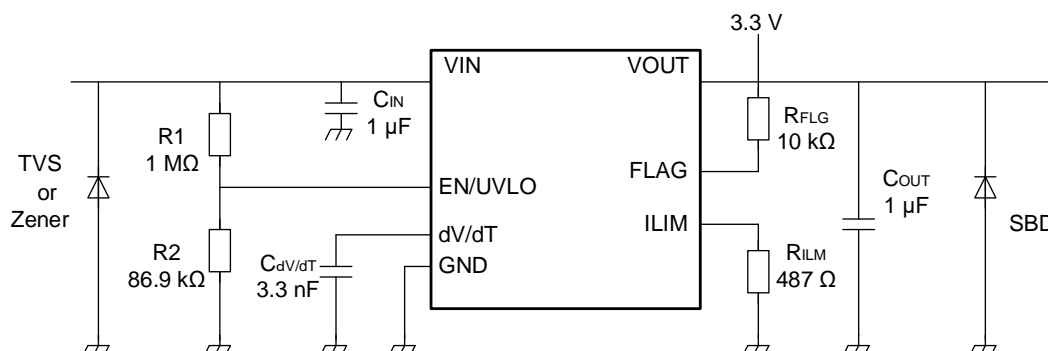 3.3 V
VIN
VOUT
CIN
1 µF
R1
1 MΩ
RFLG
10 kΩ
TVS
or
Zener
EN/UVLO
FLAG
COUT
1 µF
ILIM
SBD
R2
86.9 kΩ
dV/dT
CdV/dT
3.3 nF
GND
RILM
487 Ω